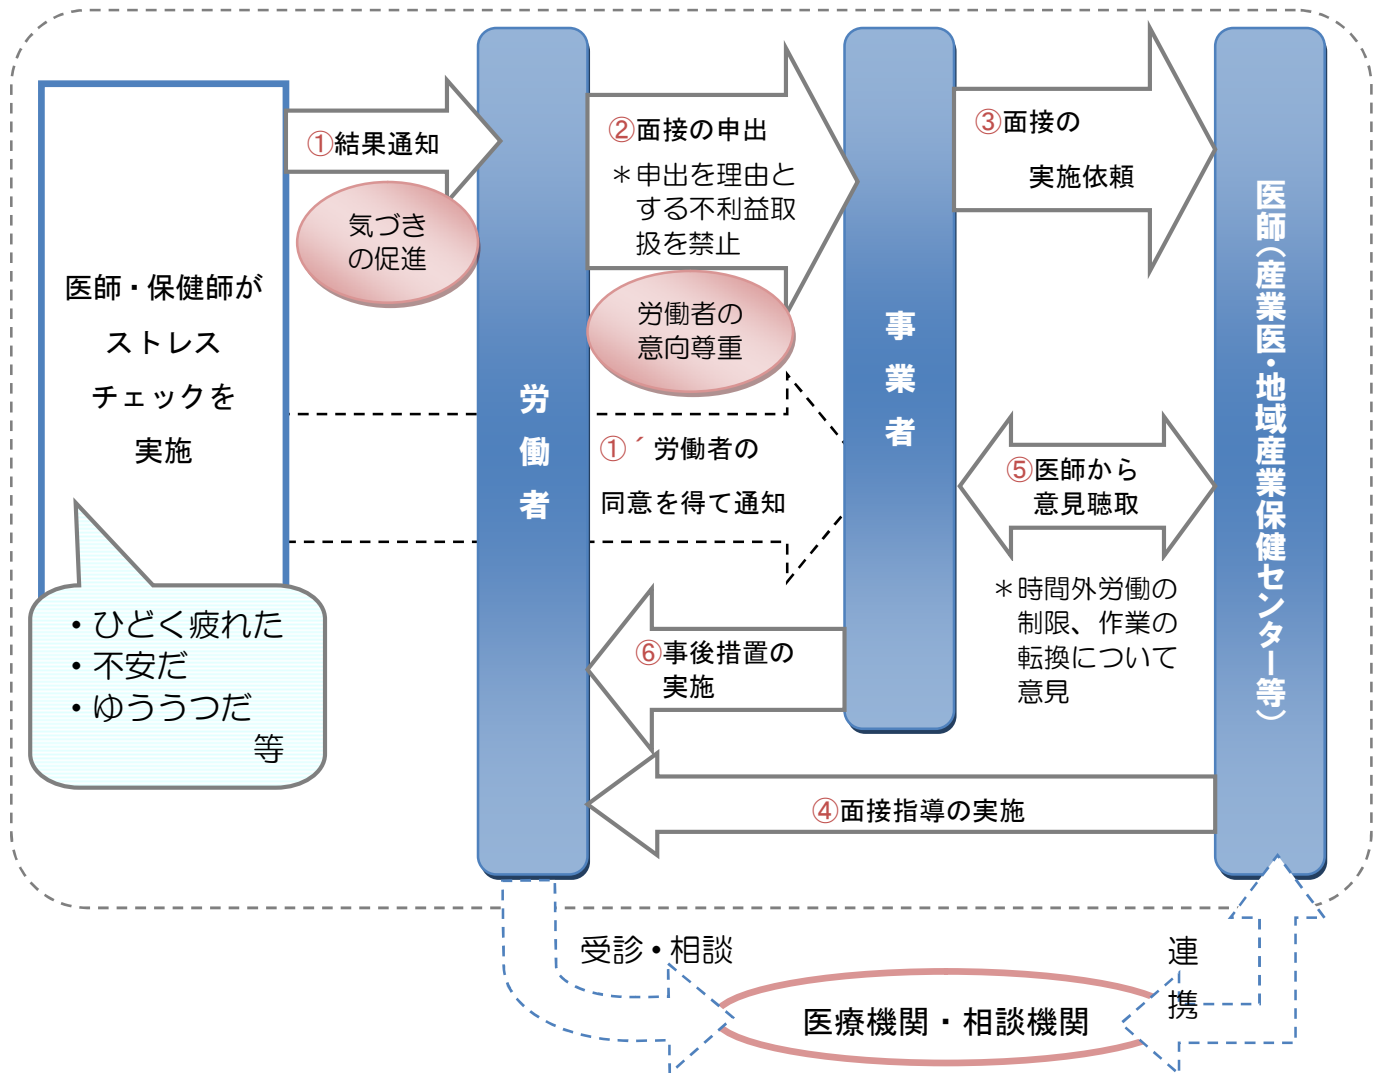 医師・保健師が
ストレス
チェックを
実施
・ひどく疲れた
・不安だ
・ゆううつだ
等
①結果通知
気づき
の促進
労働者
②面接の申出
＊申出を理由と
する不利益取
扱を禁止
労働者の
意向尊重
①´労働者の
同意を得て通知
事業者
③面接の
実施依頼
医師（産業医・地域産業保健センター等）
⑤医師から
意見聴取
＊時間外労働の
制限、作業の
転換について
意見
⑥事後措置の
実施
④面接指導の実施
受診・相談
連携
医療機関・相談機関